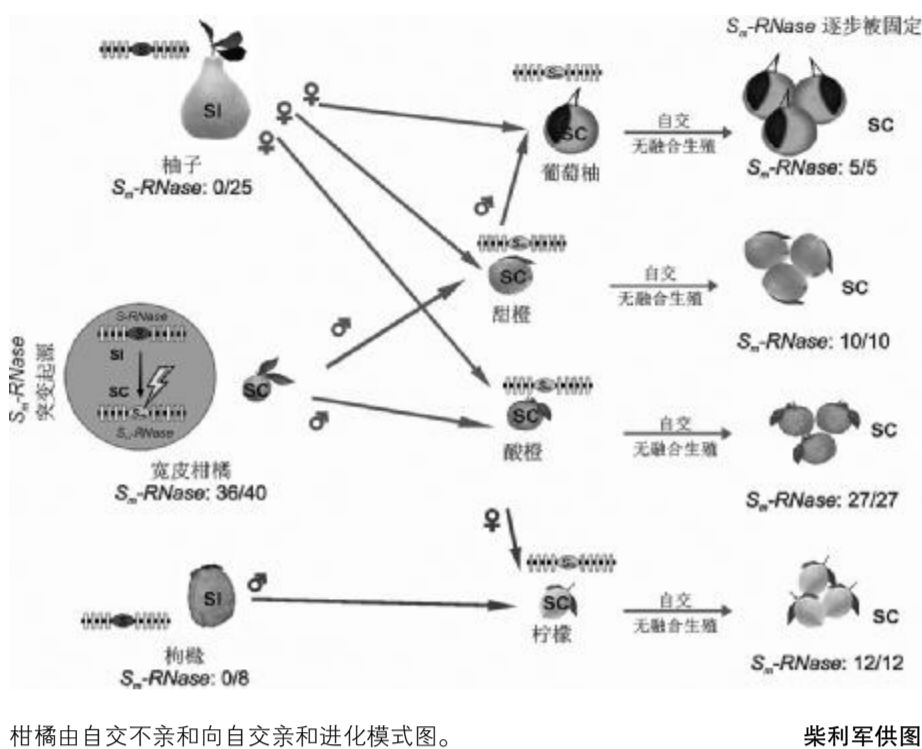 Sm-RNase 逐步被固定
SI
柚子
Sm-RNase: 0/25
♀
♀
♀
SC
葡萄柚
自交
无融合生殖
SC
Sm-RNase: 5/5
♂
SC
甜橙
自交
无融合生殖
SC
Sm-RNase: 10/10
Sm-RNase
突变起源
S-RNase
SI
SC
Sm
Sm-RNase
宽皮柑橘
Sm-RNase: 36/40
SC
♂
♂
SC
酸橙
自交
无融合生殖
SC
Sm-RNase: 27/27
♀
SI
枸橼
Sm-RNase: 0/8
♂
SC
柠檬
自交
无融合生殖
SC
Sm-RNase: 12/12
柑橘由自交不亲和向自交亲和进化模式图。
柴利军供图